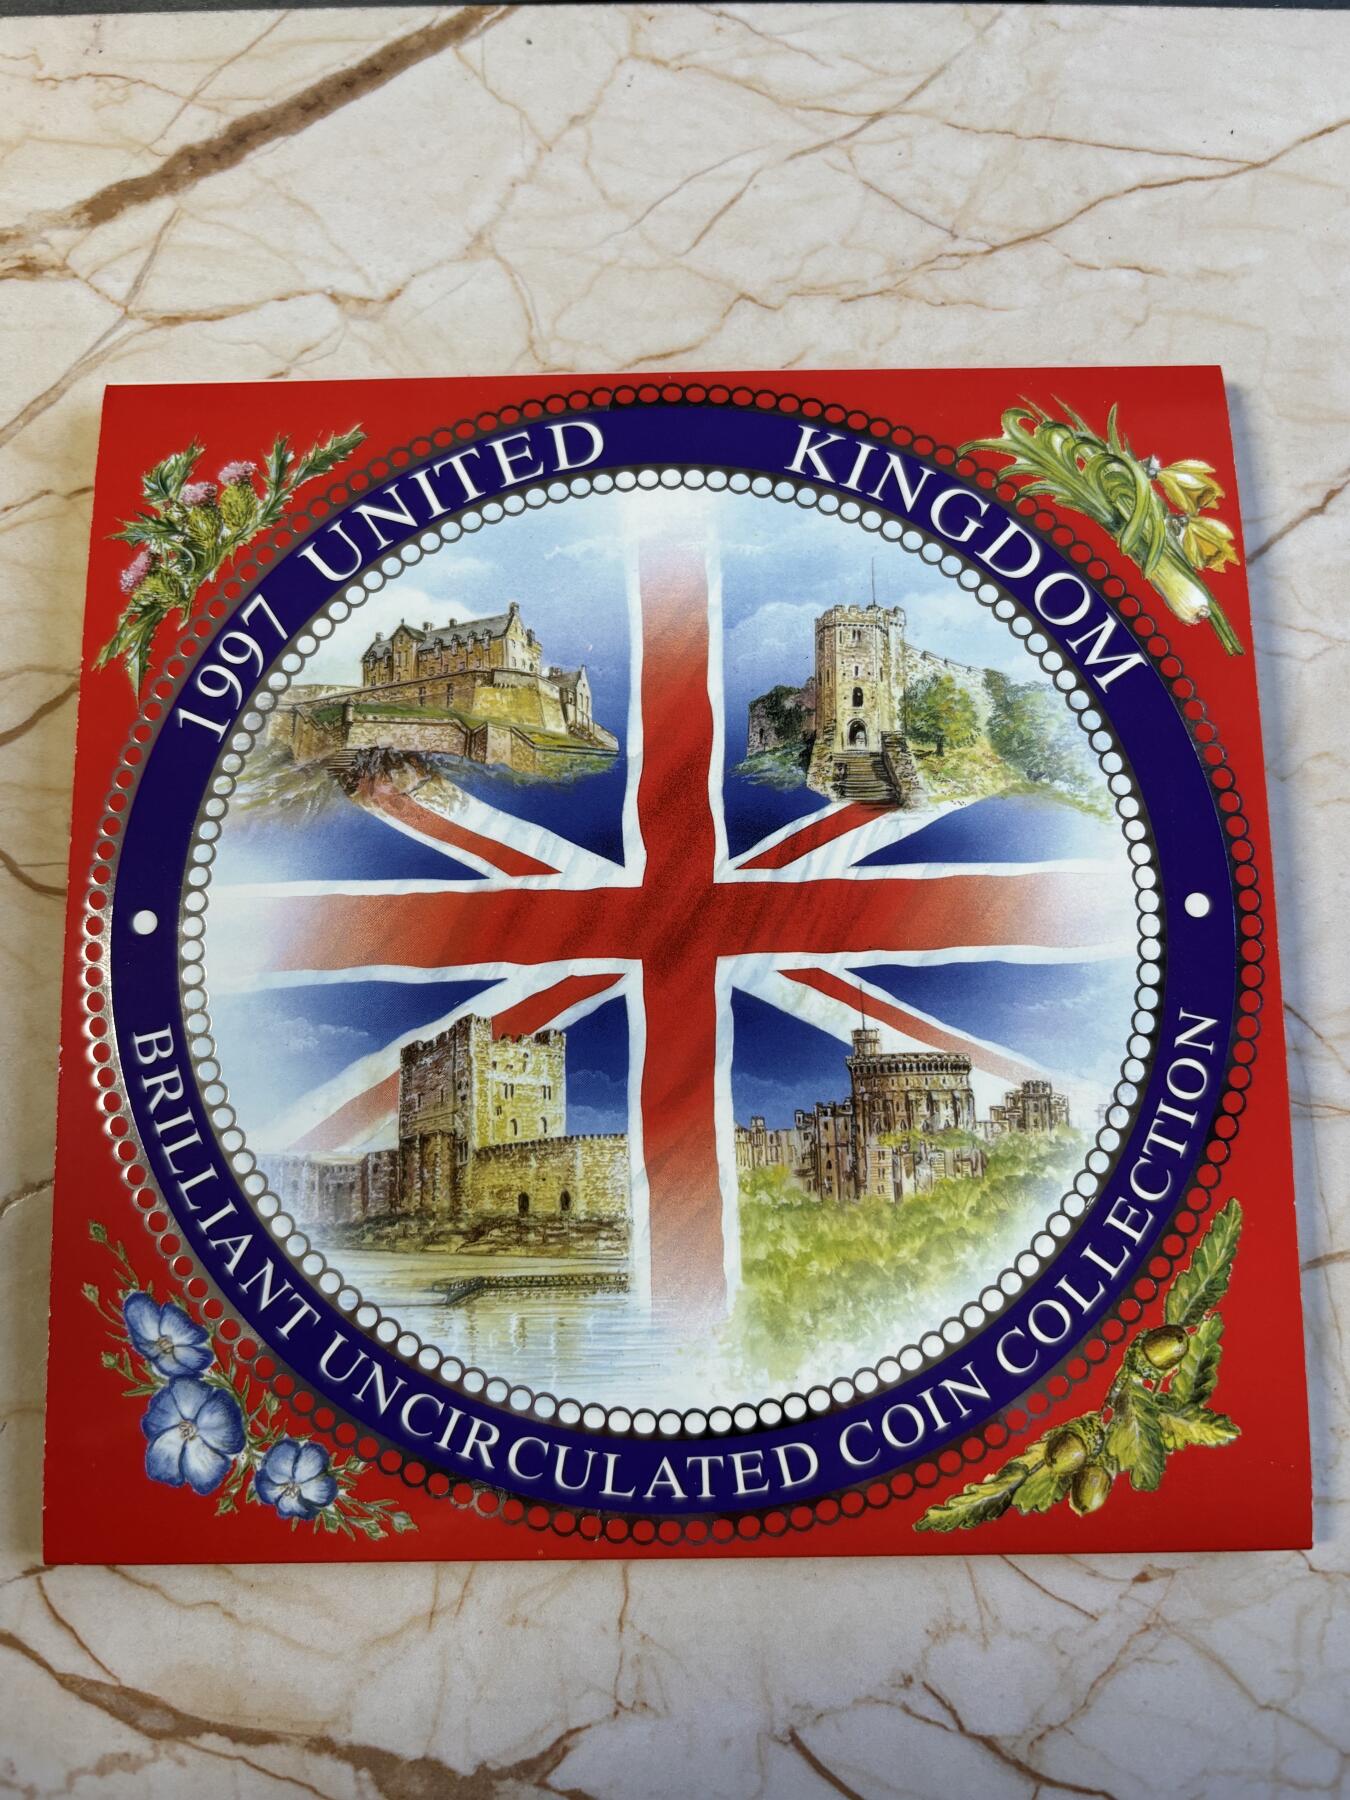 1997 UNITED KINGDOM
BRILLIANT UNCIRCULATED COIN COLLECTION